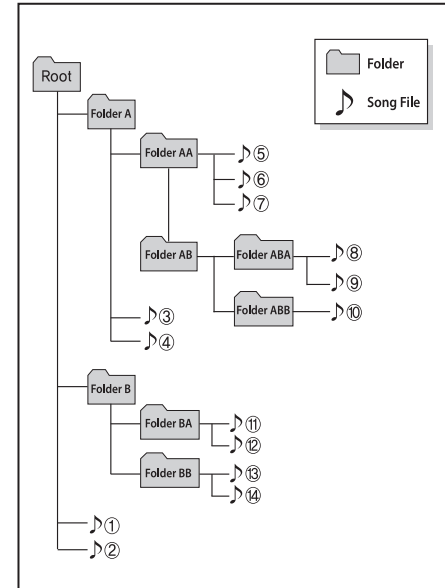 Root
Folder
Song File
Folder A
Folder AA
⑤
⑥
⑦
Folder AB
Folder ABA
⑧
⑨
Folder ABB
⑩
③
④
Folder B
Folder BA
⑪
⑫
Folder BB
⑬
⑭
①
②